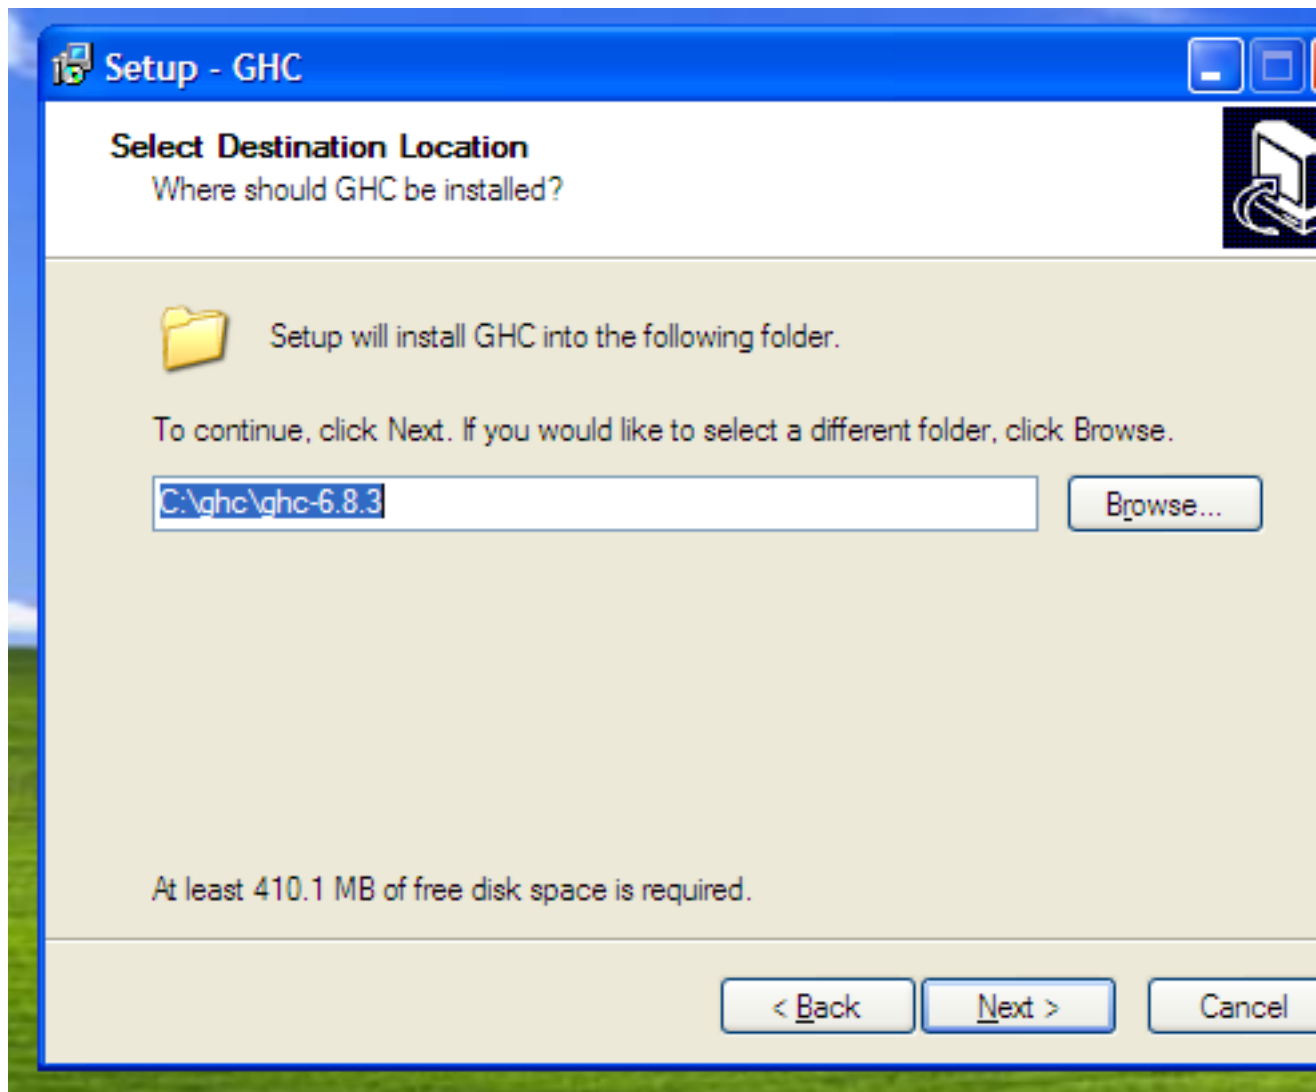 Setup - GHC
Select Destination Location
Where should GHC be installed?
Setup will install GHC into the following folder.
To continue, click Next. If you would like to select a different folder, click Browse.
C:\ghc\ghc-6.8.3
Browse...
At least 410.1 MB of free disk space is required.
< Back
Next >
Cancel